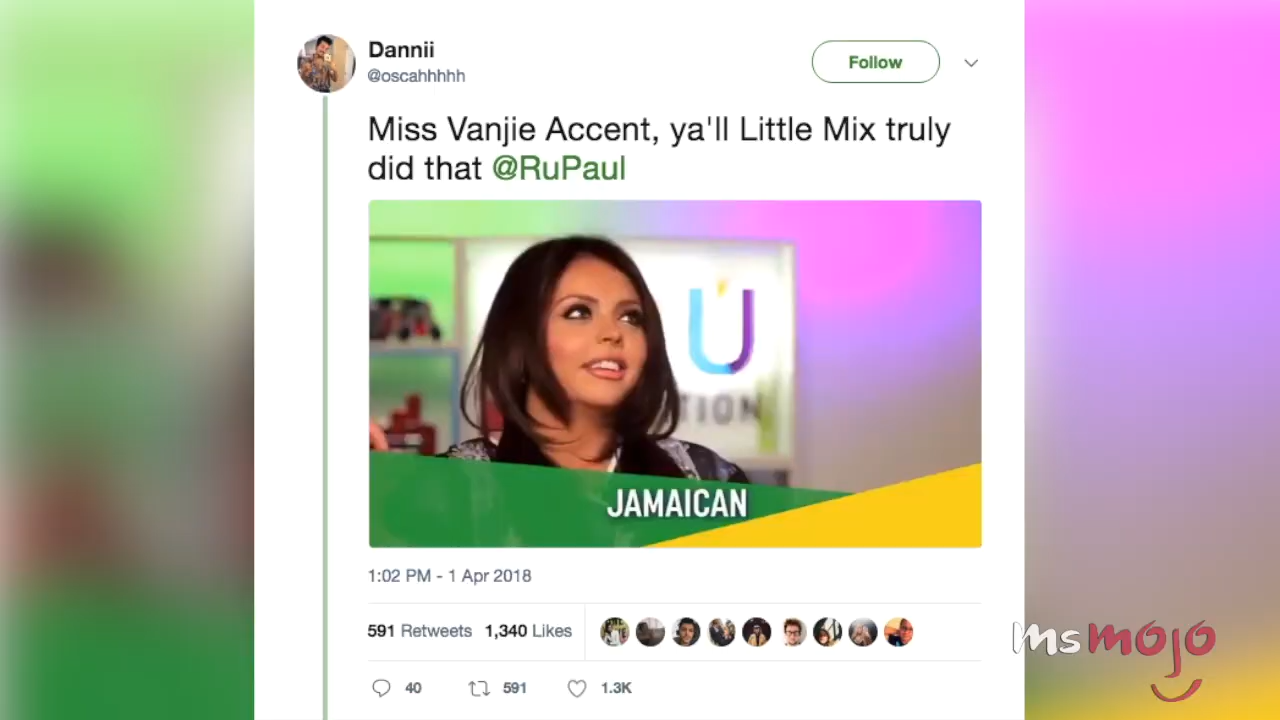 Dannii
@oscahhhhh
Follow
Miss Vanjie Accent, ya'll Little Mix truly
did that @RuPaul
U
TION
JAMAICAN
1:02 PM - 1 Apr 2018
591 Retweets 1,340 Likes
40 591 1.3K
msmojo